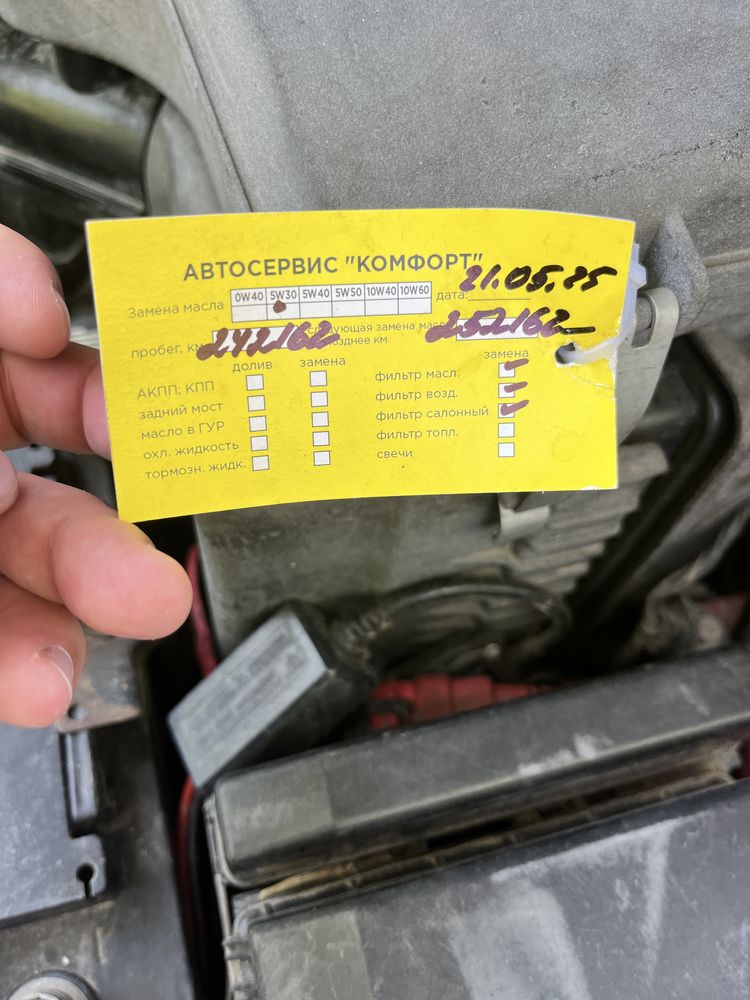 АВТОСЕРВИС "КОМФОРТ"
Замена масла 0W40 5W30 5W40 5W50 10W40 10W60 дата: 21.05.25
пробег. км 242162 следующая замена масла не позднее км 252162
долив замена замена
АКПП; КПП фильтр масл.
задний мост фильтр возд.
масло в ГУР фильтр салонный
охл. жидкость фильтр топл.
тормозн. жидк. свечи